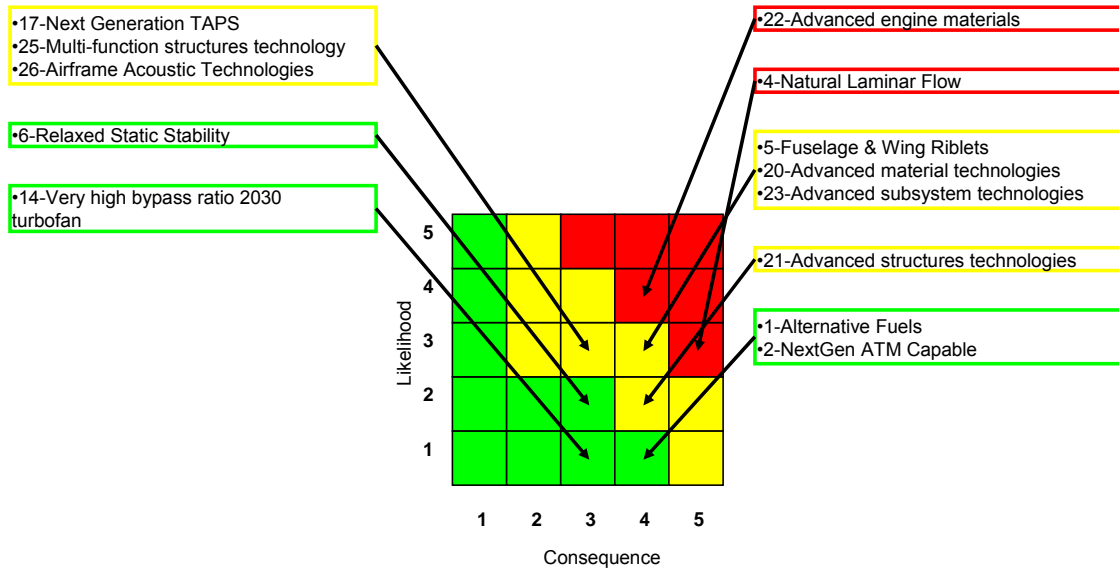 •17-Next Generation TAPS
•25-Multi-function structures technology
•26-Airframe Acoustic Technologies
•6-Relaxed Static Stability
•14-Very high bypass ratio 2030
turbofan
•22-Advanced engine materials
•4-Natural Laminar Flow
•5-Fuselage & Wing Riblets
•20-Advanced material technologies
•23-Advanced subsystem technologies
•21-Advanced structures technologies
•1-Alternative Fuels
•2-NextGen ATM Capable
Likelihood
5
4
3
2
1
1 2 3 4 5
Consequence